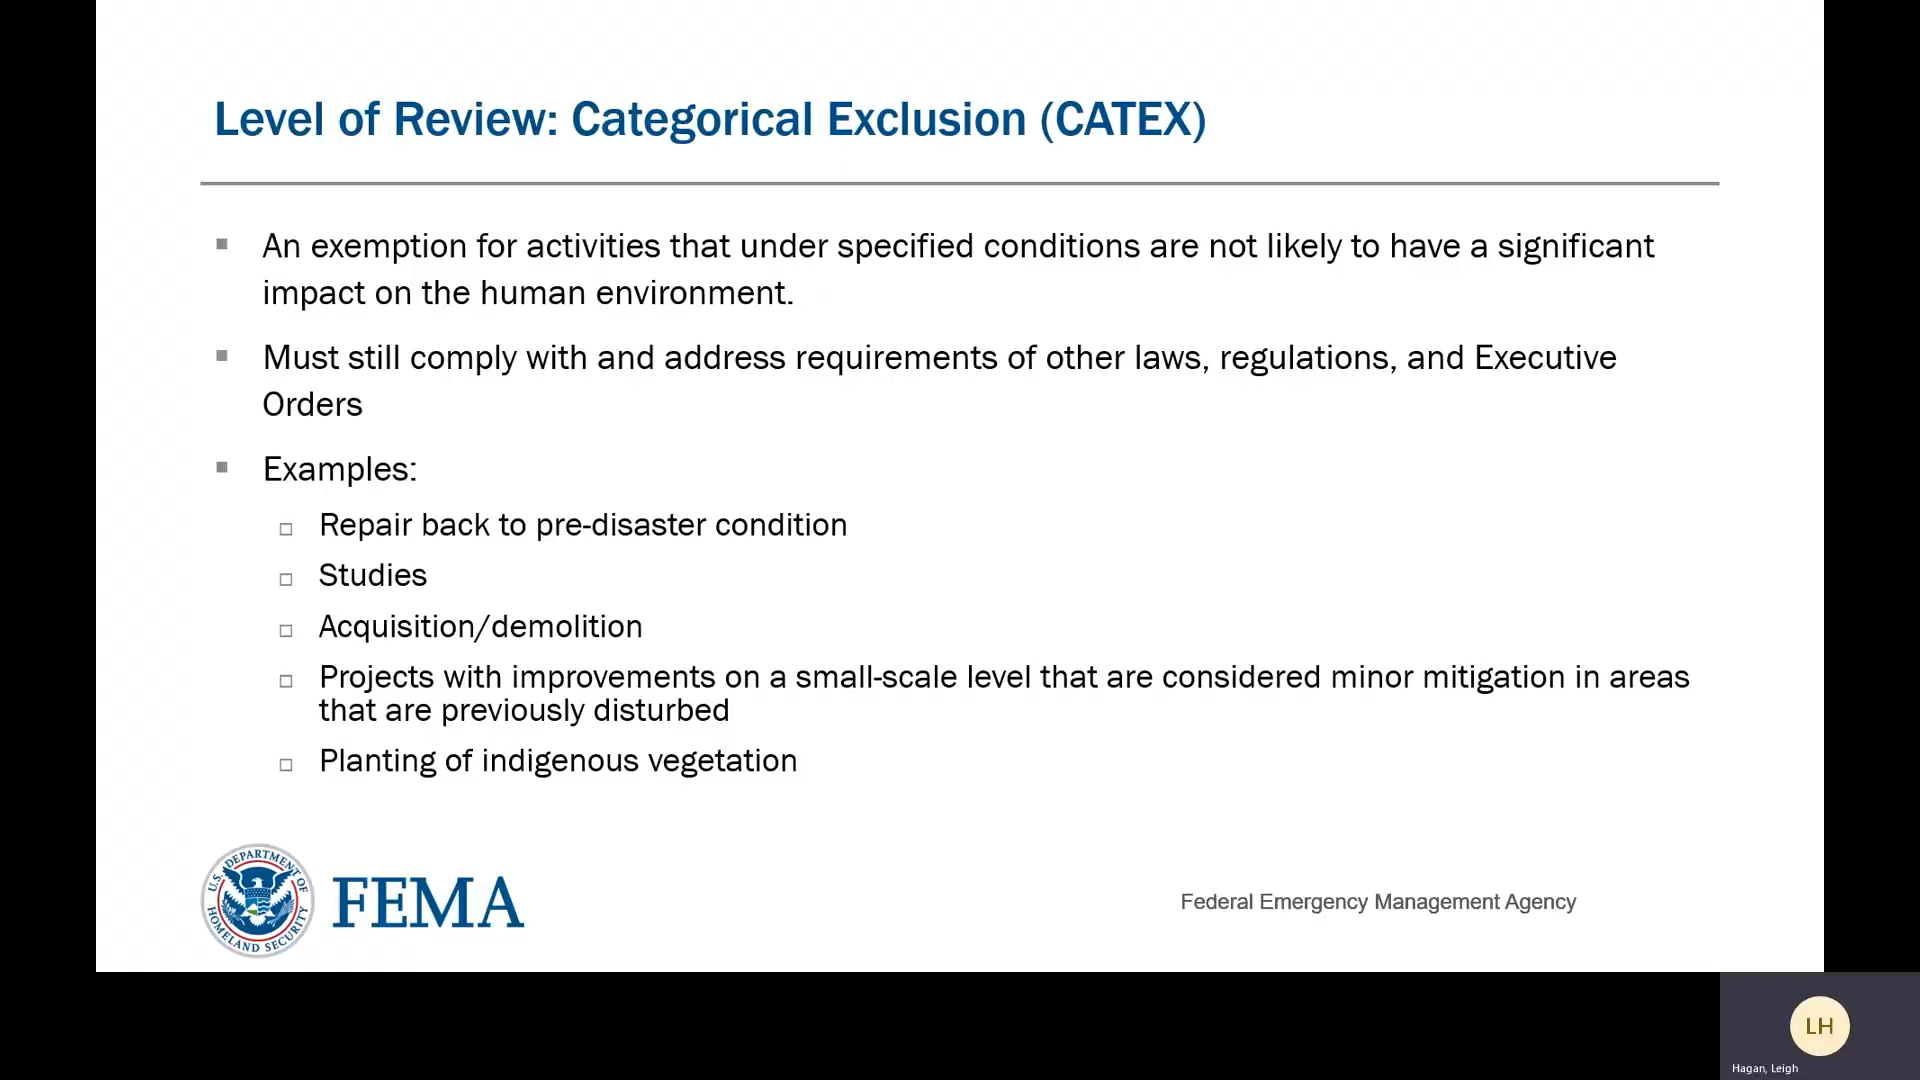 Level of Review: Categorical Exclusion (CATEX)
An exemption for activities that under specified conditions are not likely to have a significant
impact on the human environment.
Must still comply with and address requirements of other laws, regulations, and Executive
Orders
Examples:
Repair back to pre-disaster condition
Studies
Acquisition/demolition
Projects with improvements on a small-scale level that are considered minor mitigation in areas
that are previously disturbed
Planting of indigenous vegetation
U.S. DEPARTMENT OF
HOMELAND SECURITY
FEMA
Federal Emergency Management Agency
LH
Hagan, Leigh